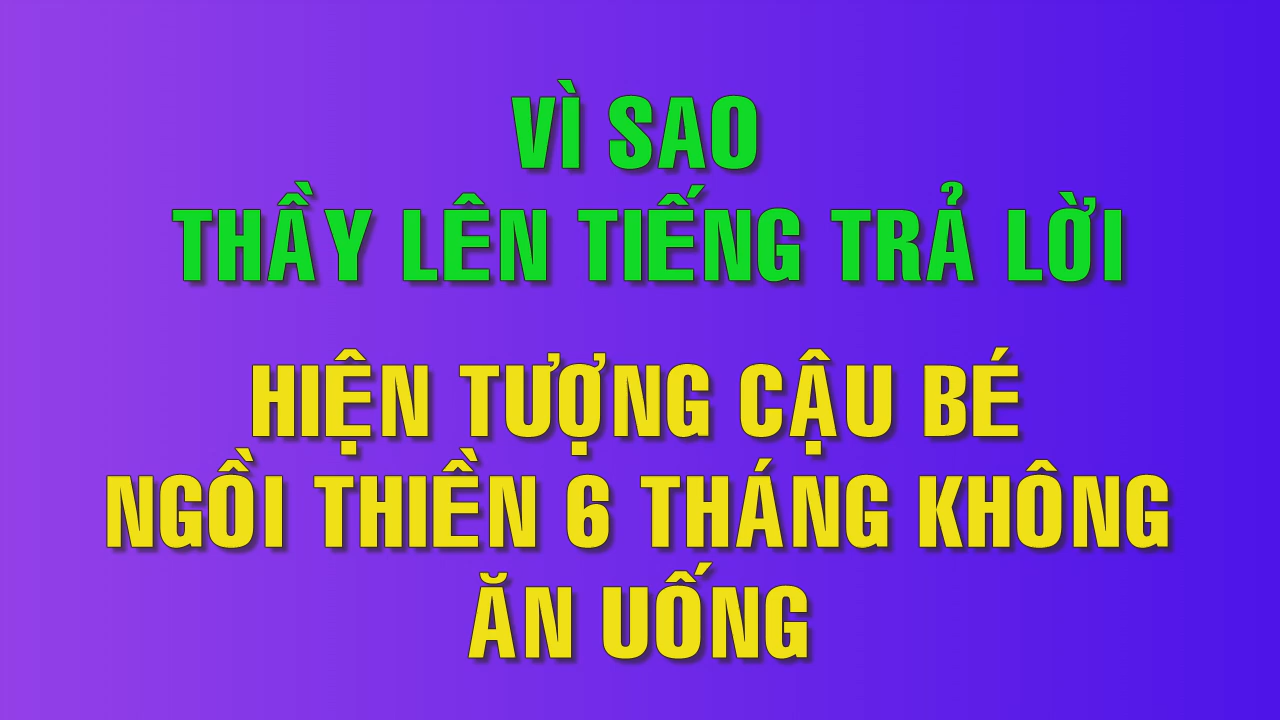 VÌ SAO
THẦY LÊN TIẾNG TRẢ LỜI
HIỆN TƯỢNG CẬU BÉ
NGỒI THIỀN 6 THÁNG KHÔNG
ĂN UỐNG